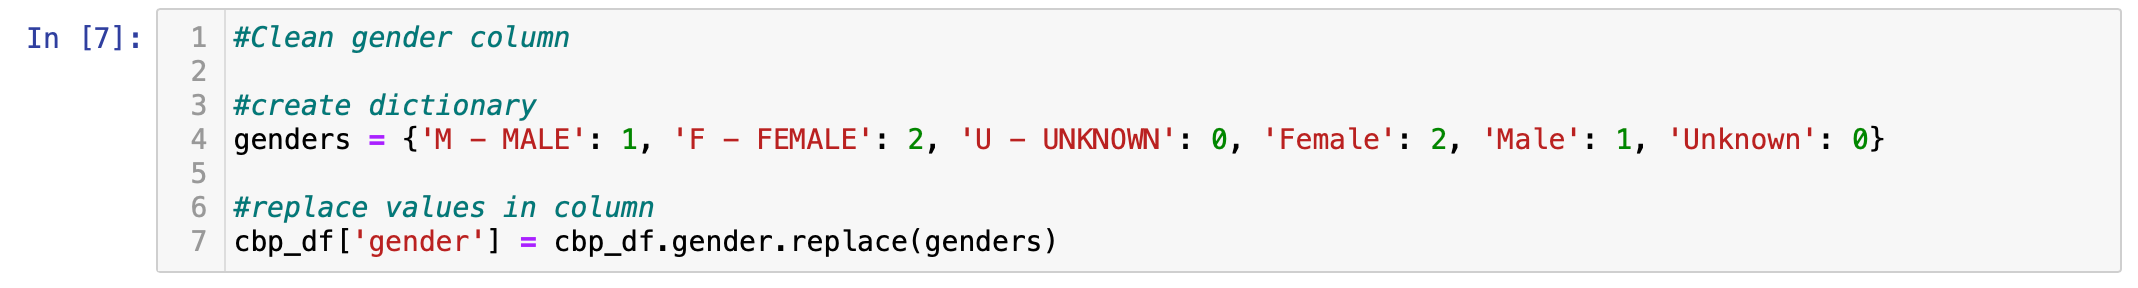 In [7]:
1 #Clean gender column
2
3 #create dictionary
4 genders = {'M - MALE': 1, 'F - FEMALE': 2, 'U - UNKNOWN': 0, 'Female': 2, 'Male': 1, 'Unknown': 0}
5
6 #replace values in column
7 cbp_df['gender'] = cbp_df.gender.replace(genders)